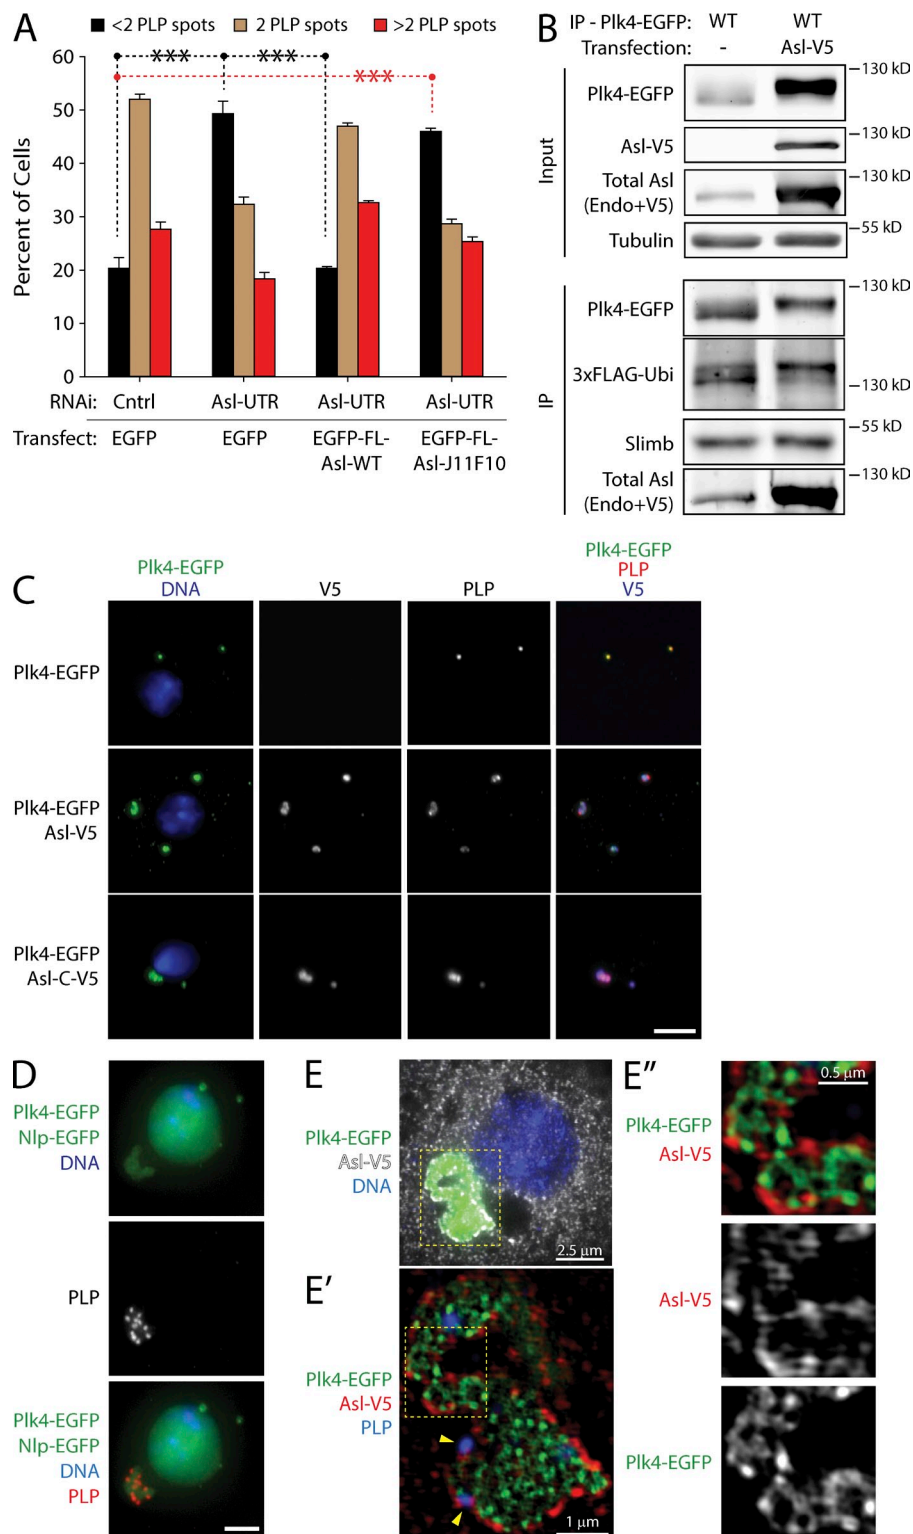 A
<2 PLP spots 2 PLP spots >2 PLP spots
60
50
40
30
20
10
0
Percent of Cells
*** ***
***
RNAi: Cntrl Asl-UTR Asl-UTR Asl-UTR
Transfect: EGFP EGFP EGFP-FL- EGFP-FL-
Asl-WT Asl-J11F10
B
IP - Plk4-EGFP: WT WT
Transfection: - Asl-V5
Input
Plk4-EGFP
130 kD
Asl-V5
130 kD
Total Asl
(Endo+V5)
130 kD
Tubulin
55 kD
IP
Plk4-EGFP
130 kD
3xFLAG-Ubi
130 kD
Slimb
55 kD
Total Asl
(Endo+V5)
130 kD
C
Plk4-EGFP
DNA
V5
PLP
Plk4-EGFP
PLP
V5
Plk4-EGFP
Plk4-EGFP
Asl-V5
Plk4-EGFP
Asl-C-V5
D
Plk4-EGFP
Nlp-EGFP
DNA
PLP
Plk4-EGFP
Nlp-EGFP
DNA
PLP
E
Plk4-EGFP
Asl-V5
DNA
2.5 µm
E'
Plk4-EGFP
Asl-V5
PLP
1 µm
E"
0.5 µm
Plk4-EGFP
Asl-V5
Asl-V5
Plk4-EGFP